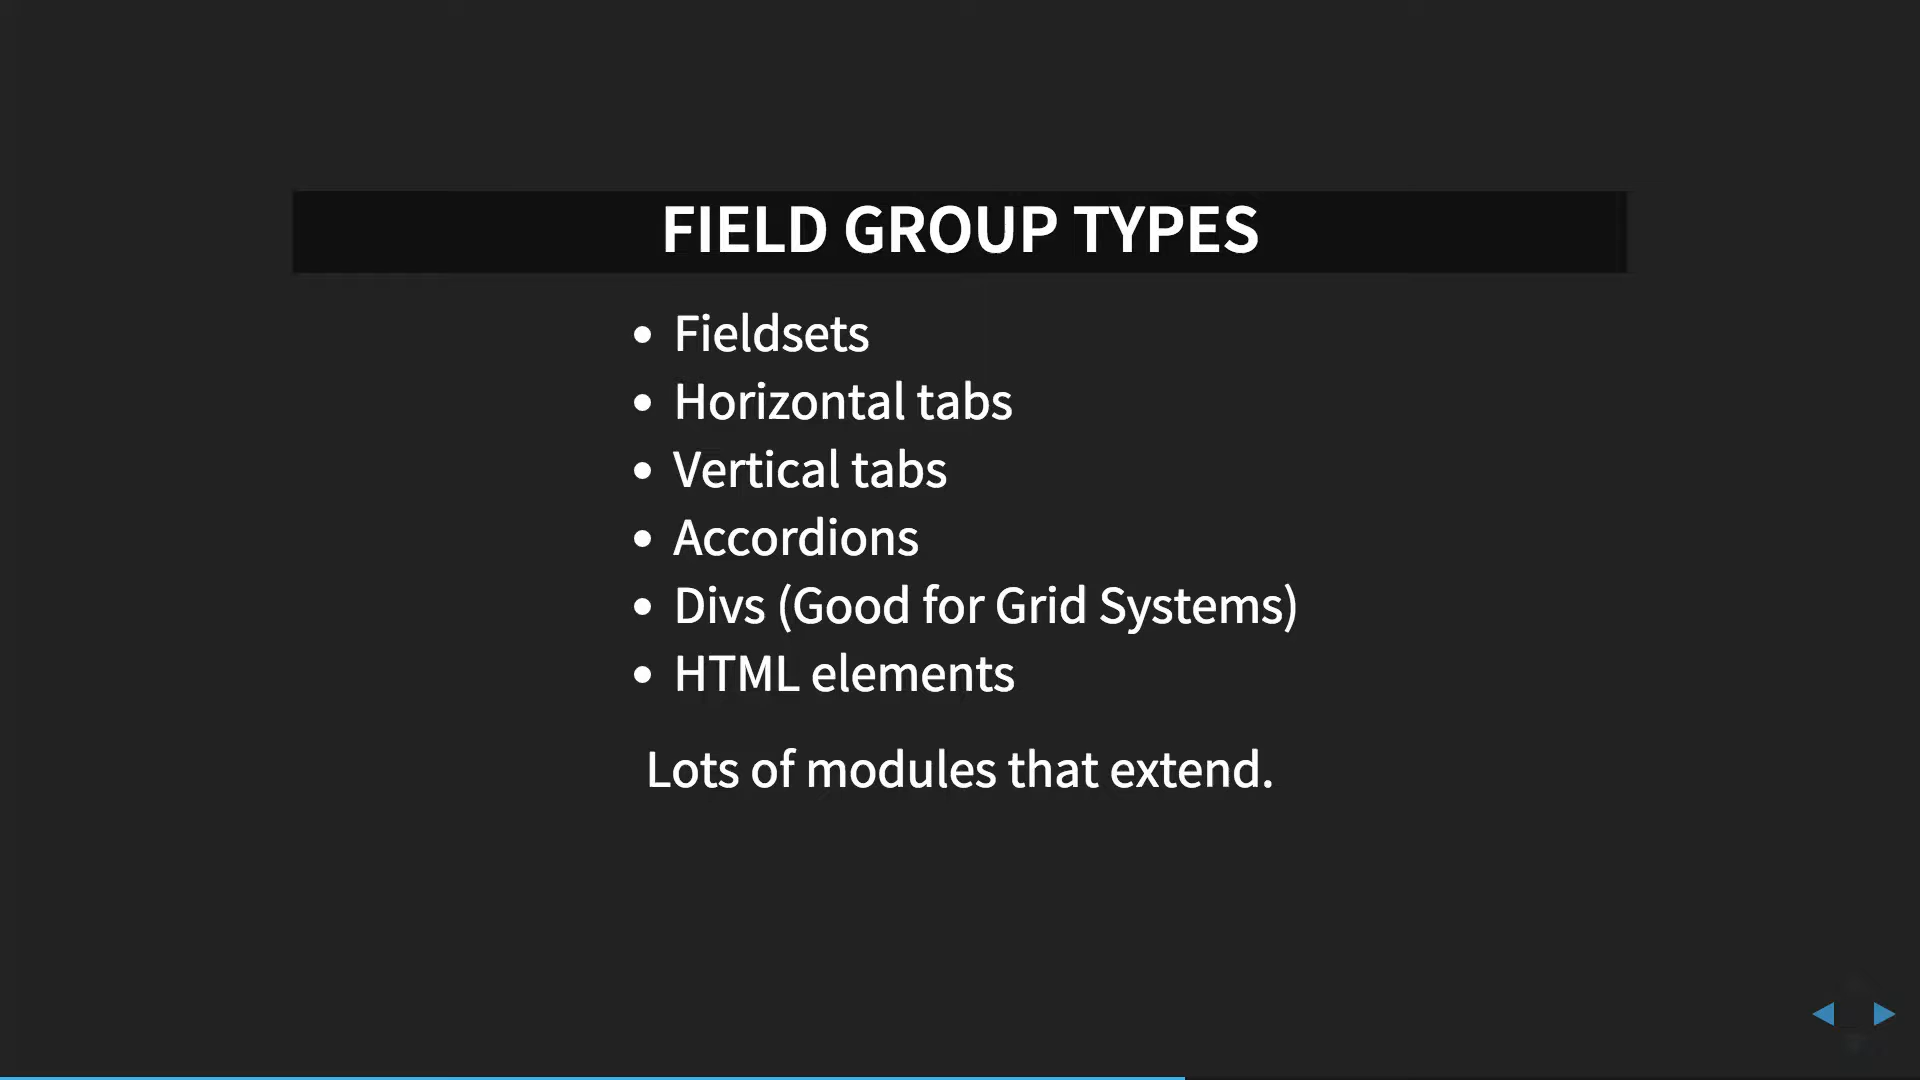 FIELD GROUP TYPES
• Fieldsets
• Horizontal tabs
• Vertical tabs
• Accordions
• Divs (Good for Grid Systems)
• HTML elements
Lots of modules that extend.